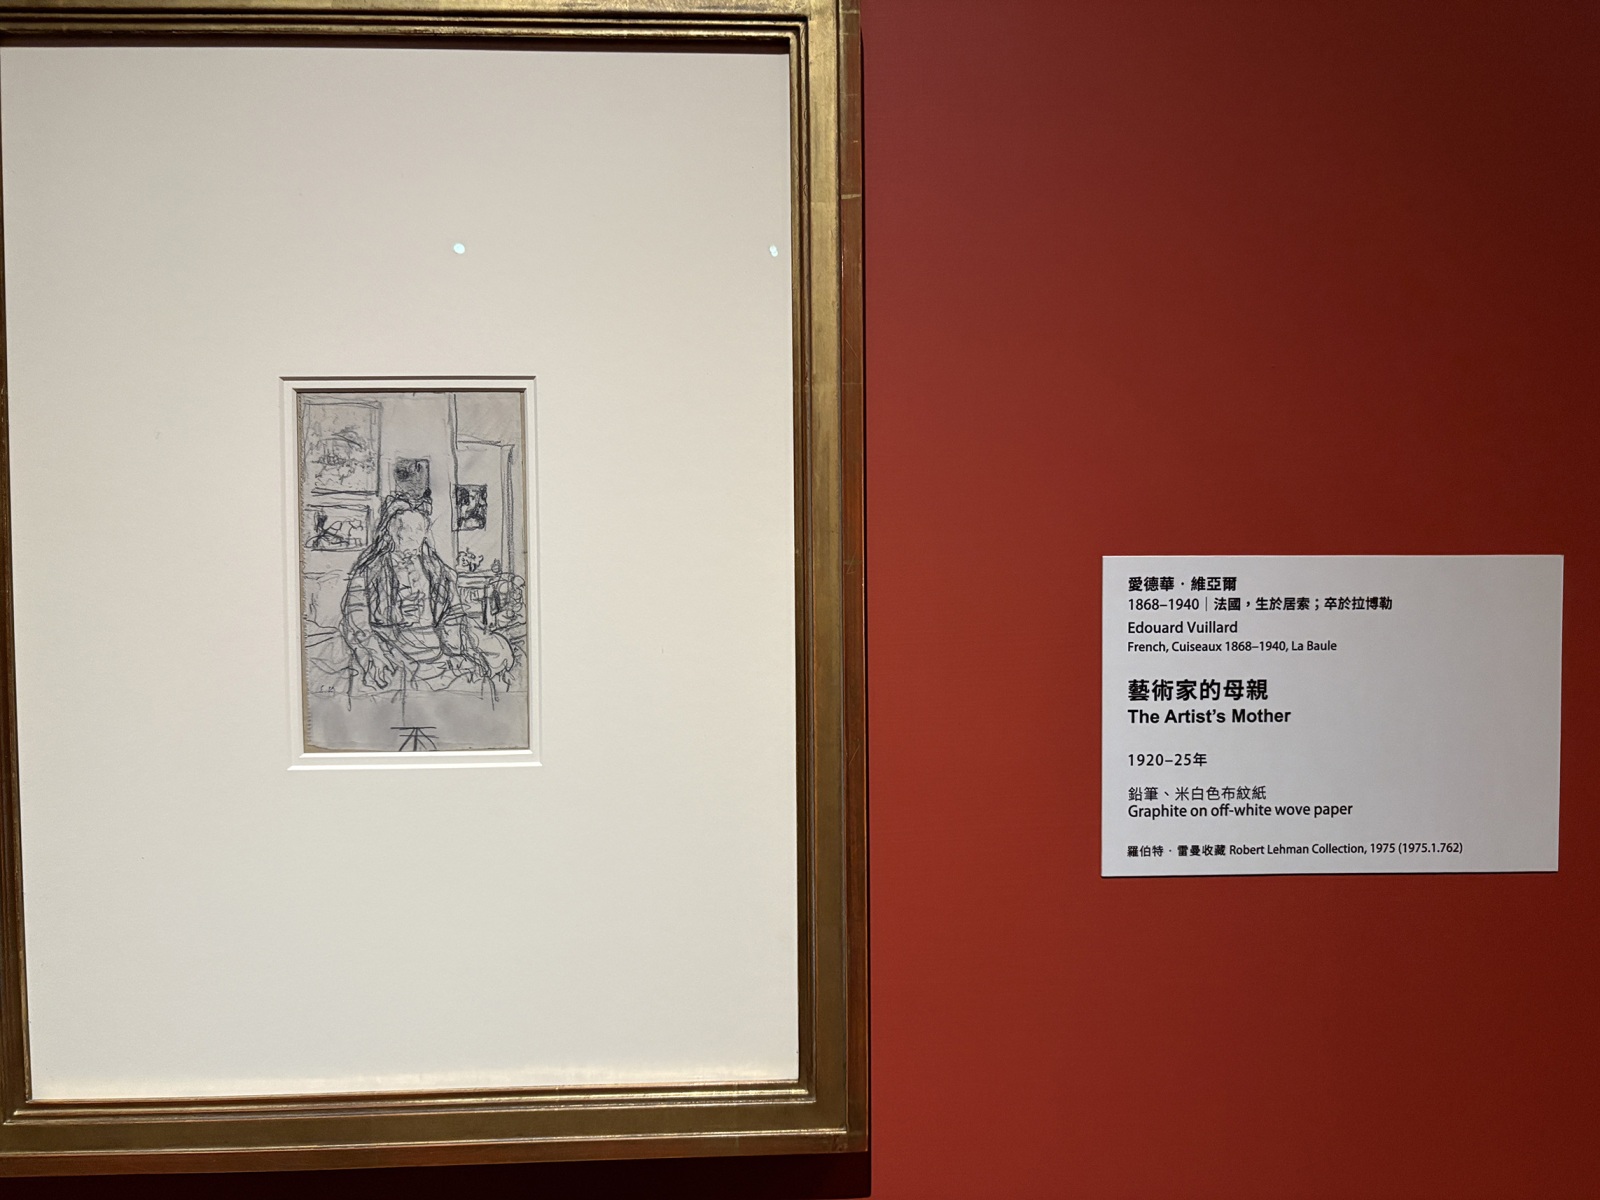 愛德華．維亞爾
1868–1940｜法國，生於居索；卒於拉博勒
Edouard Vuillard
French, Cuiseaux 1868–1940, La Baule
藝術家的母親
The Artist's Mother
1920–25年
鉛筆、米白色布紋紙
Graphite on off-white wove paper
羅伯特．雷曼收藏 Robert Lehman Collection, 1975 (1975.1.762)